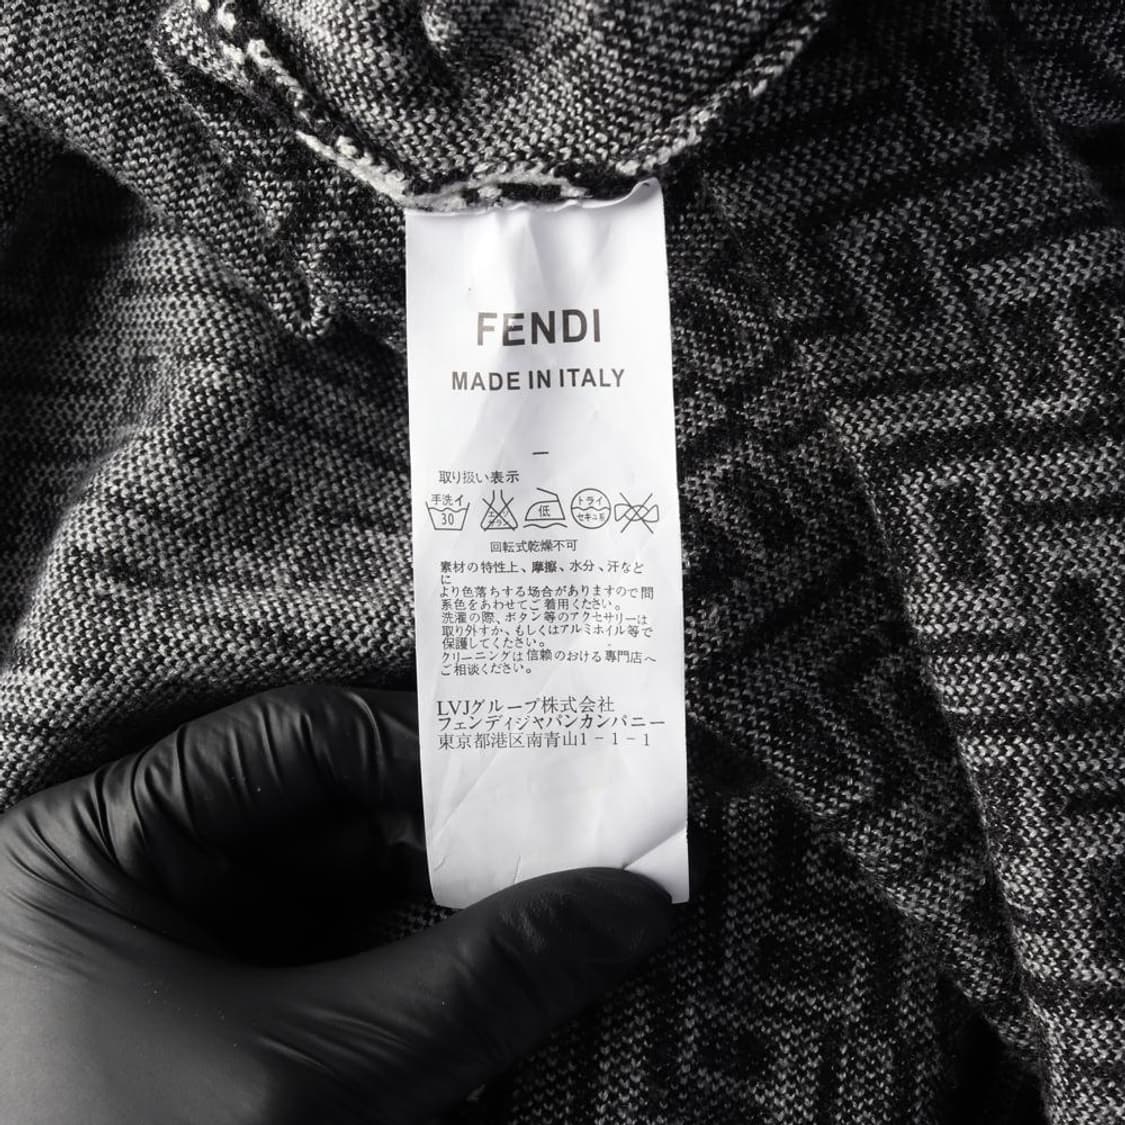 FENDI
MADE IN ITALY
—
取り扱い表示
手洗イ
30
低
ドライ
セキユ系
回転式乾燥不可
素材の特性上、摩擦、水分、汗など
に
より色落ちする場合がありますので問
系色をあわせてご着用ください。
洗濯の際、ボタン等のアクセサリーは
取り外すか、もしくはアルミホイル等で
保護してください。
クリーニングは信頼のおける専門店へ
ご相談ください。
LVJグループ株式会社
フェンディジャパンカンパニー
東京都港区南青山1-1-1